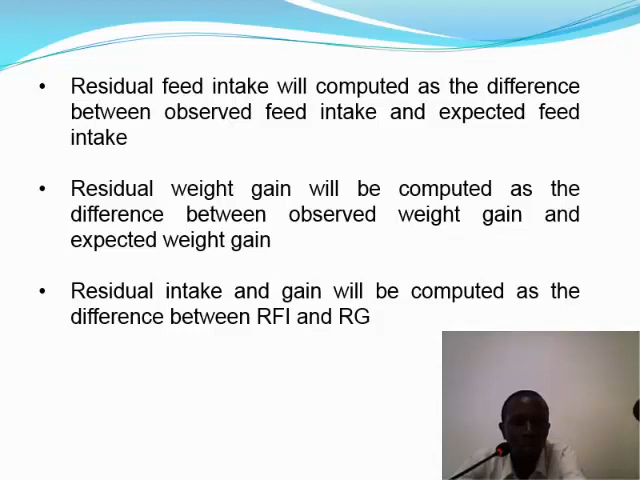 • Residual feed intake will computed as the difference
between observed feed intake and expected feed
intake
• Residual weight gain will be computed as the
difference between observed weight gain and
expected weight gain
• Residual intake and gain will be computed as the
difference between RFI and RG